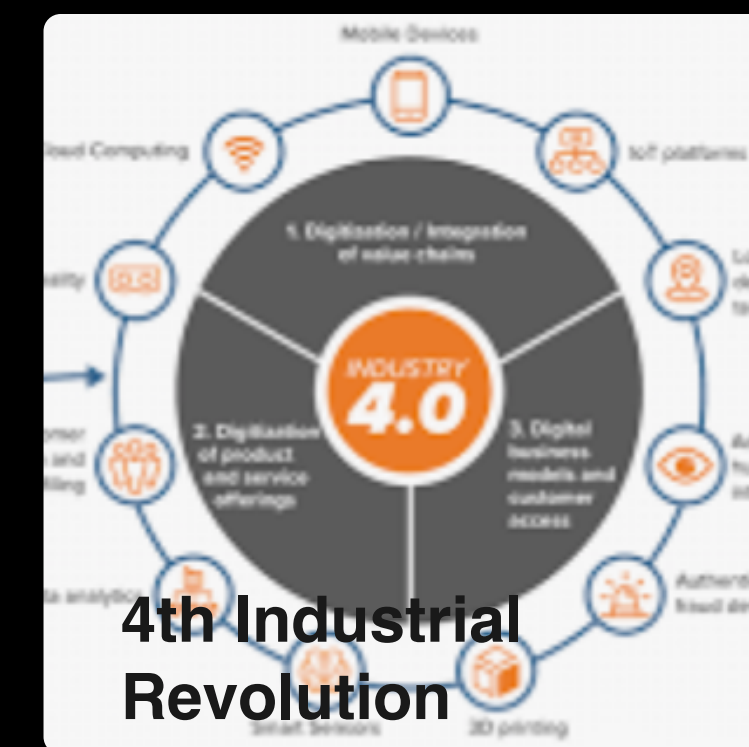 Mobile Devices
Cloud Computing
IoT platforms
1. Digitization / Integration
of value chains
INDUSTRY
4.0
2. Digitization
of product
and service
offerings
3. Digital
business
models and
customer
access
analytics
4th Industrial
Revolution
Smart Sensors
3D printing